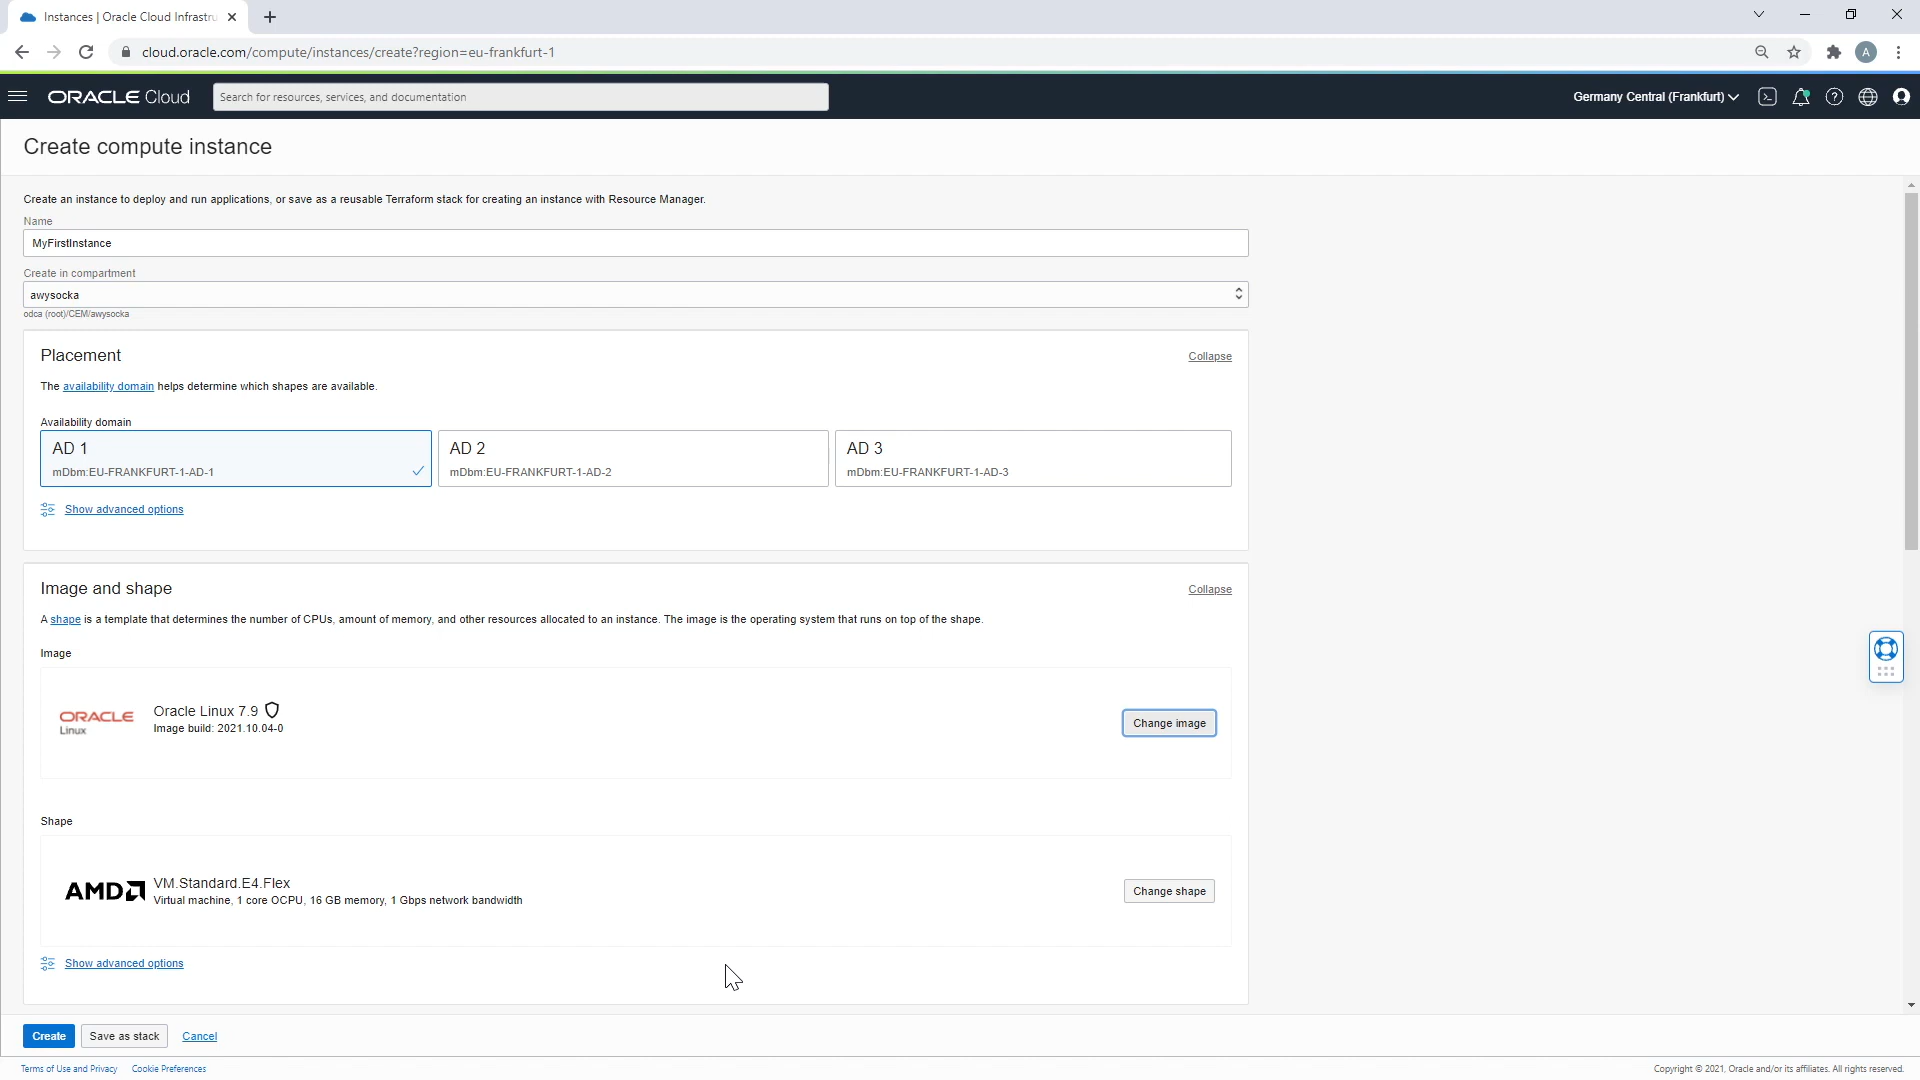 Instances | Oracle Cloud Infrastru
cloud.oracle.com/compute/instances/create?region=eu-frankfurt-1
A
ORACLE Cloud
Search for resources, services, and documentation
Germany Central (Frankfurt)
Create compute instance
Create an instance to deploy and run applications, or save as a reusable Terraform stack for creating an instance with Resource Manager.
Name
MyFirstInstance
Create in compartment
awysocka
odca (root)/CEM/awysocka
Placement
Collapse
The availability domain helps determine which shapes are available.
Availability domain
AD 1
mDbm:EU-FRANKFURT-1-AD-1
AD 2
mDbm:EU-FRANKFURT-1-AD-2
AD 3
mDbm:EU-FRANKFURT-1-AD-3
Show advanced options
Image and shape
Collapse
A shape is a template that determines the number of CPUs, amount of memory, and other resources allocated to an instance. The image is the operating system that runs on top of the shape.
Image
ORACLE
Linux
Oracle Linux 7.9
Image build: 2021.10.04-0
Change image
Shape
AMD
VM.Standard.E4.Flex
Virtual machine, 1 core OCPU, 16 GB memory, 1 Gbps network bandwidth
Change shape
Show advanced options
Create
Save as stack
Cancel
Terms of Use and Privacy
Cookie Preferences
Copyright © 2021, Oracle and/or its affiliates. All rights reserved.